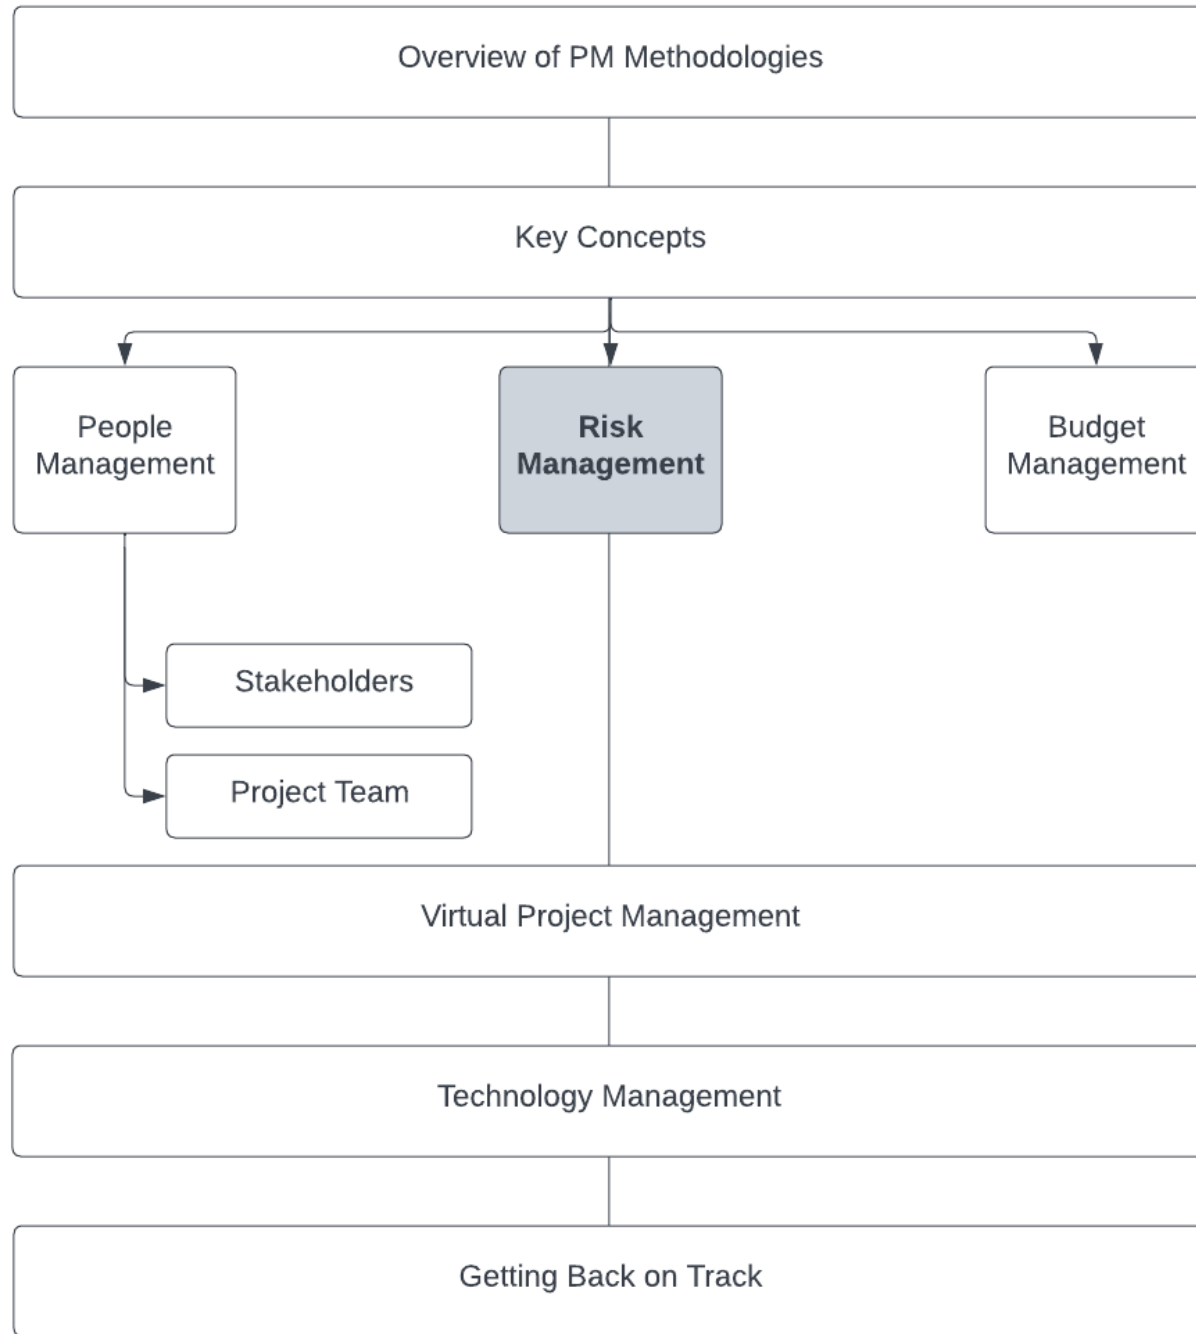 Overview of PM Methodologies
Key Concepts
People
Management
Risk
Management
Budget
Management
Stakeholders
Project Team
Virtual Project Management
Technology Management
Getting Back on Track